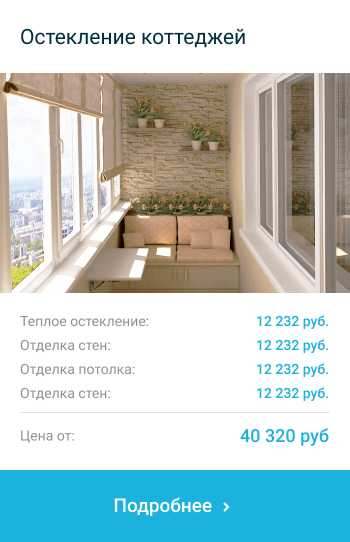 Остекление коттеджей
Теплое остекление: 12 232 руб.
Отделка стен: 12 232 руб.
Отделка потолка: 12 232 руб.
Отделка стен: 12 232 руб.
Цена от: 40 320 руб
Подробнее ›